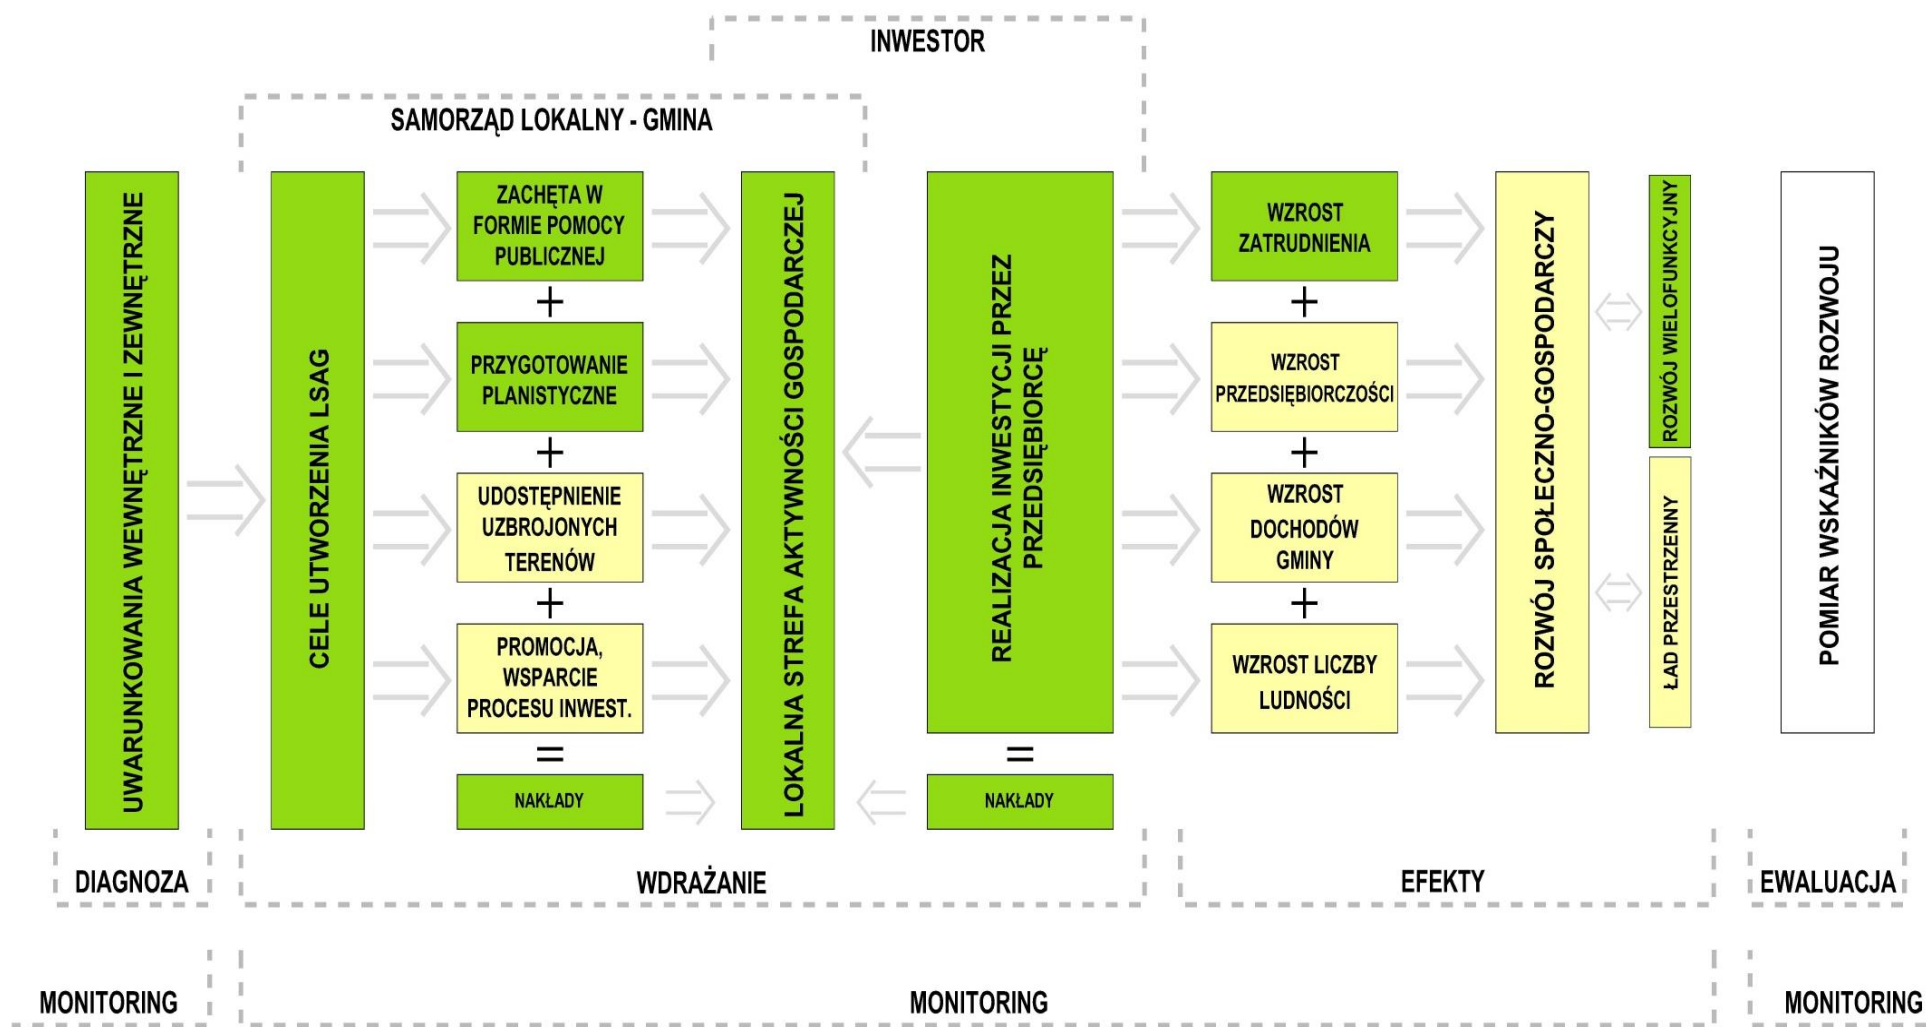 INWESTOR
SAMORZĄD LOKALNY - GMINA
UWARUNKOWANIA WEWNĘTRZNE I ZEWNĘTRZNE
CELE UTWORZENIA LSAG
ZACHĘTA W
FORMIE POMOCY
PUBLICZNEJ
+
PRZYGOTOWANIE
PLANISTYCZNE
+
UDOSTĘPNIENIE
UZBROJONYCH
TERENÓW
+
PROMOCJA,
WSPARCIE
PROCESU INWEST.
=
NAKŁADY
LOKALNA STREFA AKTYWNOŚCI GOSPODARCZEJ
REALIZACJA INWESTYCJI PRZEZ
PRZEDSIĘBIORCĘ
=
NAKŁADY
WZROST
ZATRUDNIENIA
+
WZROST
PRZEDSIĘBIORCZOŚCI
+
WZROST
DOCHODÓW
GMINY
+
WZROST LICZBY
LUDNOŚCI
ROZWÓJ SPOŁECZNO-GOSPODARCZY
ROZWÓJ WIELOFUNKCYJNY
ŁAD PRZESTRZENNY
POMIAR WSKAŹNIKÓW ROZWOJU
DIAGNOZA
WDRAŻANIE
EFEKTY
EWALUACJA
MONITORING
MONITORING
MONITORING